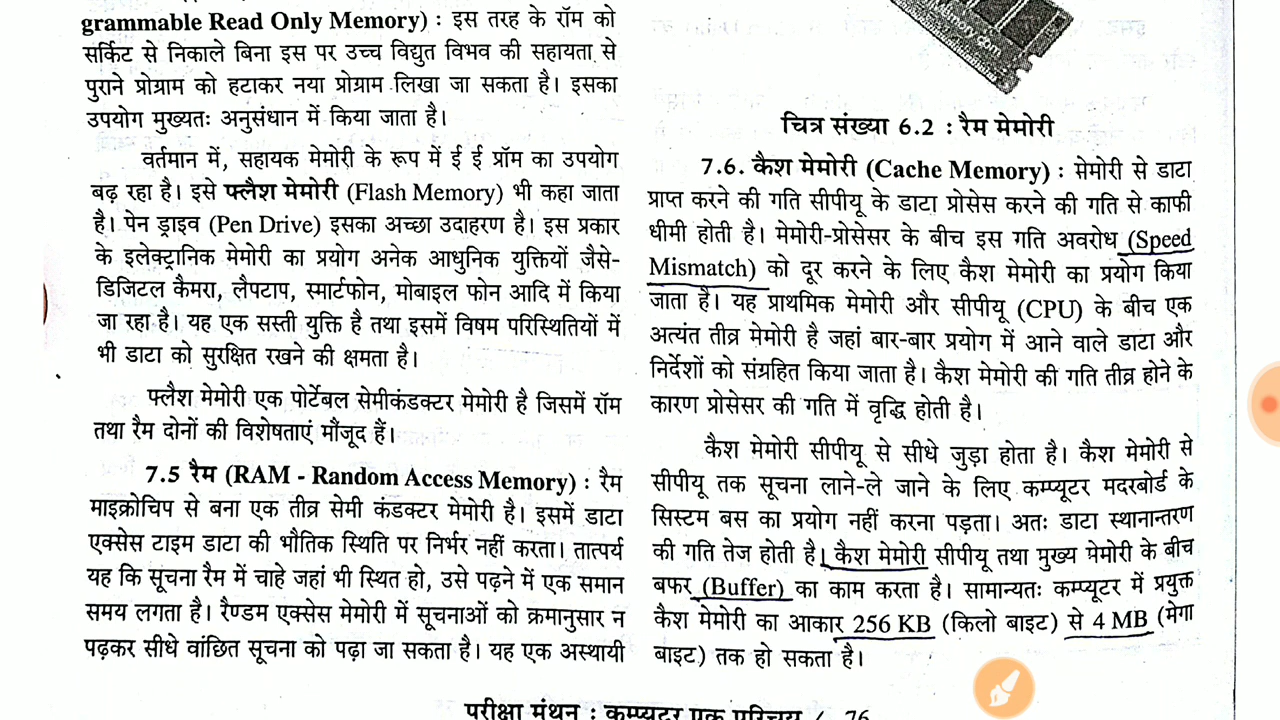 grammable Read Only Memory) : इस तरह के रॉम को
सर्किट से निकाले बिना इस पर उच्च विद्युत विभव की सहायता से
पुराने प्रोग्राम को हटाकर नया प्रोग्राम लिखा जा सकता है। इसका
उपयोग मुख्यतः अनुसंधान में किया जाता है।
वर्तमान में, सहायक मेमोरी के रूप में ई ई प्रॉम का उपयोग
बढ़ रहा है। इसे फ्लैश मेमोरी (Flash Memory) भी कहा जाता
है। पेन ड्राइव (Pen Drive) इसका अच्छा उदाहरण है। इस प्रकार
के इलेक्ट्रानिक मेमोरी का प्रयोग अनेक आधुनिक युक्तियों जैसे-
डिजिटल कैमरा, लैपटाप, स्मार्टफोन, मोबाइल फोन आदि में किया
जा रहा है। यह एक सस्ती युक्ति है तथा इसमें विषम परिस्थितियों में
भी डाटा को सुरक्षित रखने की क्षमता है।
फ्लैश मेमोरी एक पोर्टेबल सेमीकंडक्टर मेमोरी है जिसमें रॉम
तथा रैम दोनों की विशेषताएं मौजूद हैं।
7.5 रैम (RAM - Random Access Memory) : रैम
माइक्रोचिप से बना एक तीव्र सेमी कंडक्टर मेमोरी है। इसमें डाटा
एक्सेस टाइम डाटा की भौतिक स्थिति पर निर्भर नहीं करता। तात्पर्य
यह कि सूचना रैम में चाहे जहां भी स्थित हो, उसे पढ़ने में एक समान
समय लगता है। रैण्डम एक्सेस मेमोरी में सूचनाओं को क्रमानुसार न
पढ़कर सीधे वांछित सूचना को पढ़ा जा सकता है। यह एक अस्थायी
चित्र संख्या 6.2 : रैम मेमोरी
7.6. कैश मेमोरी (Cache Memory) : मेमोरी से डाटा
प्राप्त करने की गति सीपीयू के डाटा प्रोसेस करने की गति से काफी
धीमी होती है। मेमोरी-प्रोसेसर के बीच इस गति अवरोध (Speed
Mismatch) को दूर करने के लिए कैश मेमोरी का प्रयोग किया
जाता है। यह प्राथमिक मेमोरी और सीपीयू (CPU) के बीच एक
अत्यंत तीव्र मेमोरी है जहां बार-बार प्रयोग में आने वाले डाटा और
निर्देशों को संग्रहित किया जाता है। कैश मेमोरी की गति तीव्र होने के
कारण प्रोसेसर की गति में वृद्धि होती है।
कैश मेमोरी सीपीयू से सीधे जुड़ा होता है। कैश मेमोरी से
सीपीयू तक सूचना लाने-ले जाने के लिए कम्प्यूटर मदरबोर्ड के
सिस्टम बस का प्रयोग नहीं करना पड़ता। अतः डाटा स्थानान्तरण
की गति तेज होती है। कैश मेमोरी सीपीयू तथा मुख्य मेमोरी के बीच
बफर (Buffer) का काम करता है। सामान्यतः कम्प्यूटर में प्रयुक्त
कैश मेमोरी का आकार 256 KB (किलो बाइट) से 4 MB (मेगा
बाइट) तक हो सकता है।
परीक्षा मंथन : कम्प्यूटर एक परिचय / 76